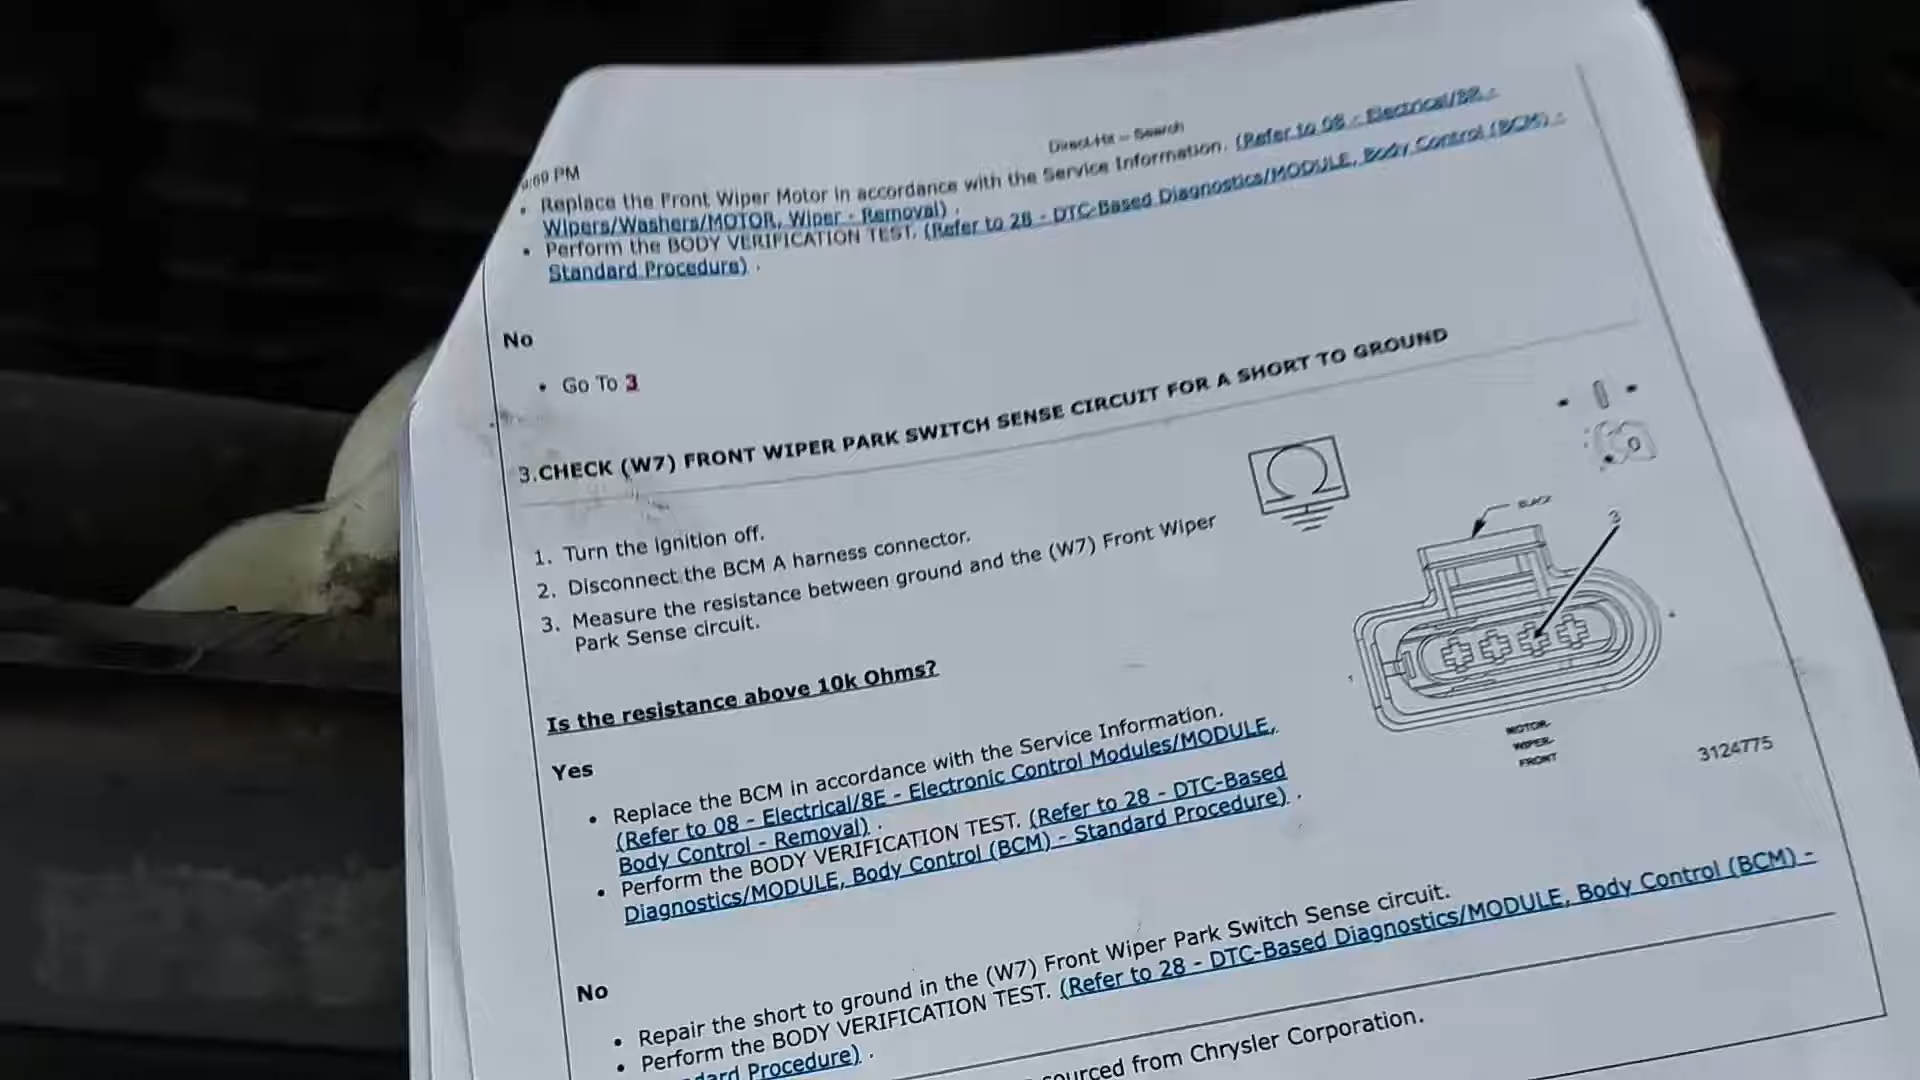 :09 PM
Direct-Hit -- Search
• Replace the Front Wiper Motor in accordance with the Service Information. (Refer to 08 - Electrical/8R -
Wipers/Washers/MOTOR, Wiper - Removal) .
• Perform the BODY VERIFICATION TEST. (Refer to 28 - DTC-Based Diagnostics/MODULE, Body Control (BCM) -
Standard Procedure) .
No
• Go To 3
3.CHECK (W7) FRONT WIPER PARK SWITCH SENSE CIRCUIT FOR A SHORT TO GROUND
1. Turn the ignition off.
2. Disconnect the BCM A harness connector.
3. Measure the resistance between ground and the (W7) Front Wiper
Park Sense circuit.
Is the resistance above 10k Ohms?
Yes
• Replace the BCM in accordance with the Service Information.
(Refer to 08 - Electrical/8E - Electronic Control Modules/MODULE,
Body Control - Removal) .
• Perform the BODY VERIFICATION TEST. (Refer to 28 - DTC-Based
Diagnostics/MODULE, Body Control (BCM) - Standard Procedure) .
BLACK
3
MOTOR-
WIPER-
FRONT
3124775
No
• Repair the short to ground in the (W7) Front Wiper Park Switch Sense circuit.
• Perform the BODY VERIFICATION TEST. (Refer to 28 - DTC-Based Diagnostics/MODULE, Body Control (BCM) -
dard Procedure) .
sourced from Chrysler Corporation.